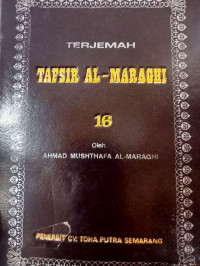 TERJEMAH
TAFSIR AL-MARAGHI
16
Oleh
AHMAD MUSHTHAFA AL-MARAGHI
PENERBIT CV. TOHA PUTRA SEMARANG